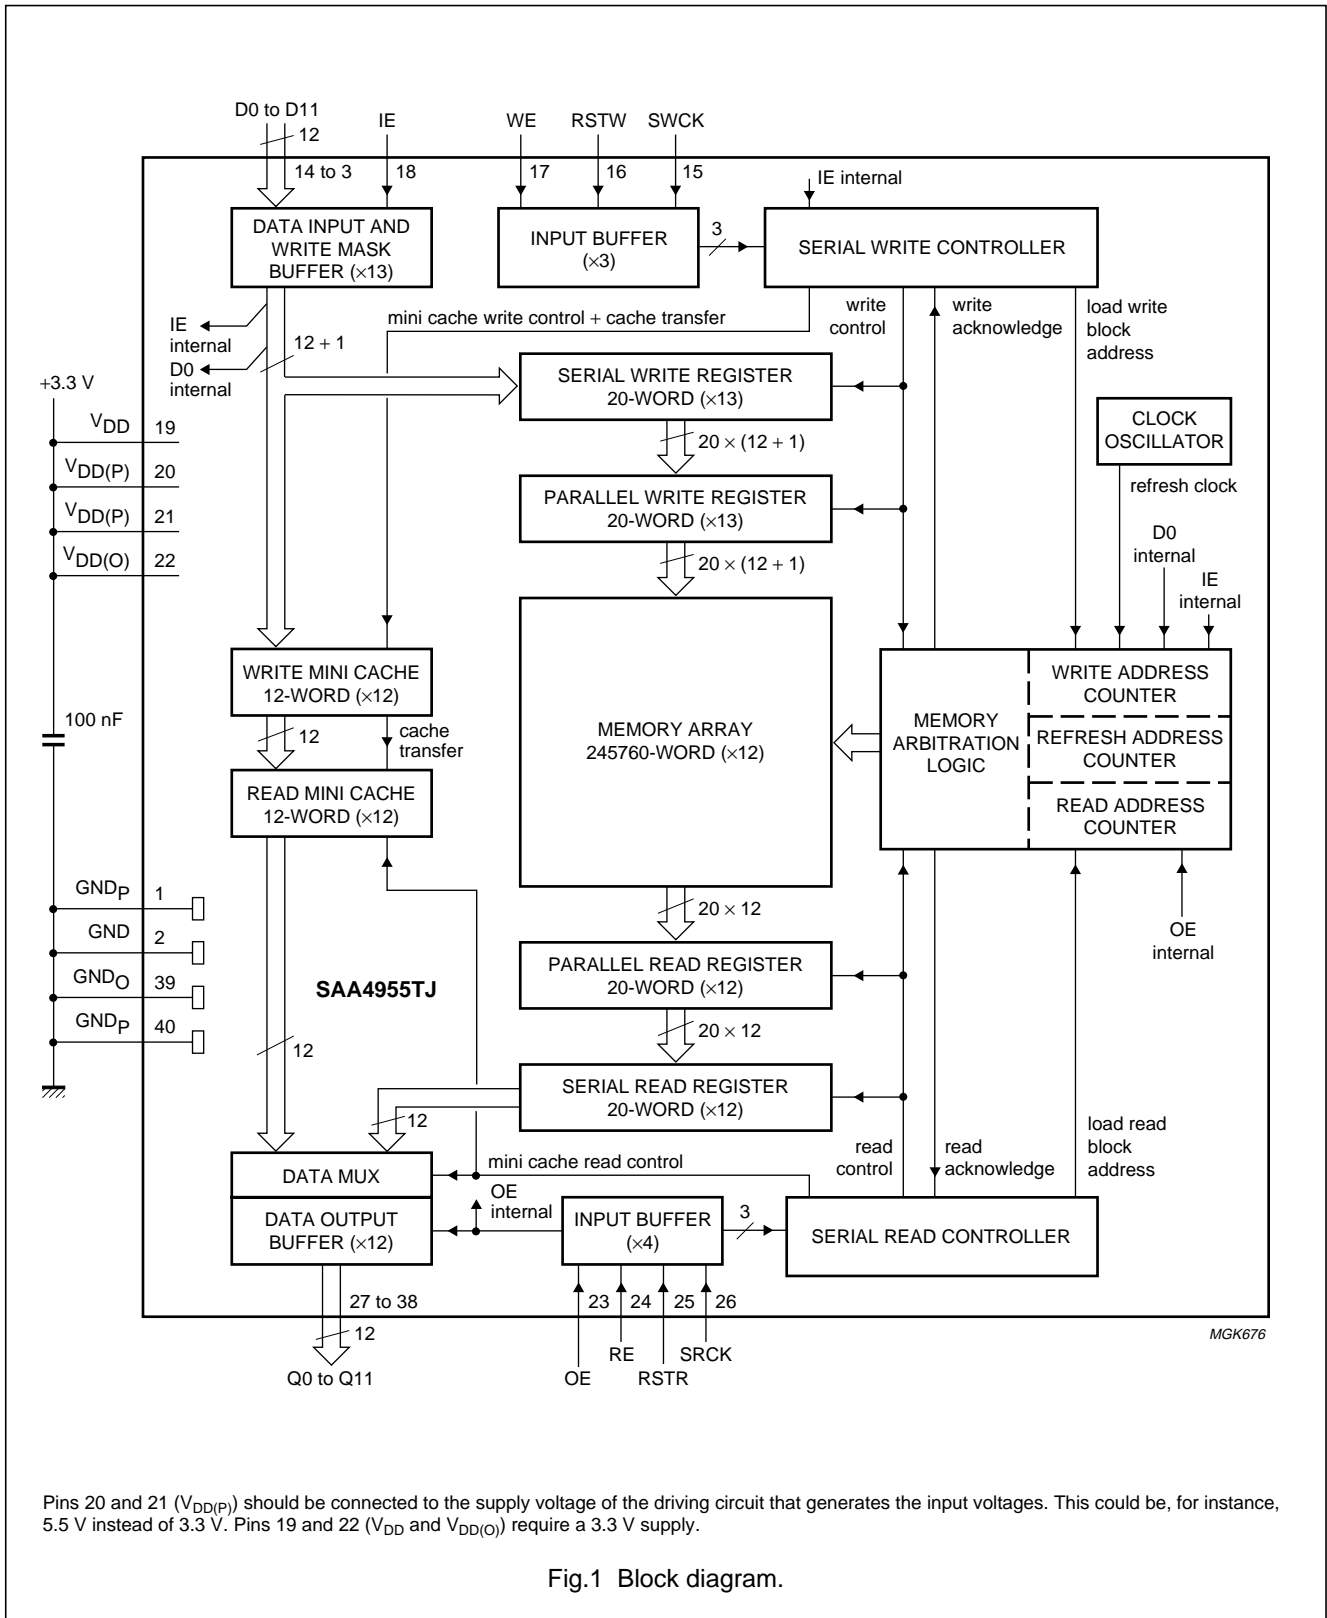 D0 to D11
12
IE
WE
RSTW
SWCK
14 to 3
18
17
16
15
IE internal
DATA INPUT AND
WRITE MASK
BUFFER (×13)
INPUT BUFFER
(×3)
3
SERIAL WRITE CONTROLLER
IE
internal
D0
internal
12 + 1
mini cache write control + cache transfer
write
control
write
acknowledge
load write
block
address
+3.3 V
SERIAL WRITE REGISTER
20-WORD (×13)
CLOCK
OSCILLATOR
VDD
19
20 × (12 + 1)
VDD(P)
20
refresh clock
PARALLEL WRITE REGISTER
20-WORD (×13)
VDD(P)
21
D0
internal
VDD(O)
22
20 × (12 + 1)
IE
internal
WRITE MINI CACHE
12-WORD (×12)
WRITE ADDRESS
COUNTER
100 nF
12
cache
transfer
MEMORY ARRAY
245760-WORD (×12)
MEMORY
ARBITRATION
LOGIC
REFRESH ADDRESS
COUNTER
READ MINI CACHE
12-WORD (×12)
READ ADDRESS
COUNTER
GNDP
1
20 × 12
GND
2
OE
internal
PARALLEL READ REGISTER
20-WORD (×12)
GNDO
39
SAA4955TJ
GNDP
40
20 × 12
12
SERIAL READ REGISTER
20-WORD (×12)
12
load read
block
address
read
control
read
acknowledge
mini cache read control
DATA MUX
OE
internal
DATA OUTPUT
BUFFER (×12)
INPUT BUFFER
(×4)
3
SERIAL READ CONTROLLER
27 to 38
23
24
25
26
12
MGK676
RE
SRCK
Q0 to Q11
OE
RSTR
Pins 20 and 21 (VDD(P)) should be connected to the supply voltage of the driving circuit that generates the input voltages. This could be, for instance,
5.5 V instead of 3.3 V. Pins 19 and 22 (VDD and VDD(O)) require a 3.3 V supply.
Fig.1 Block diagram.